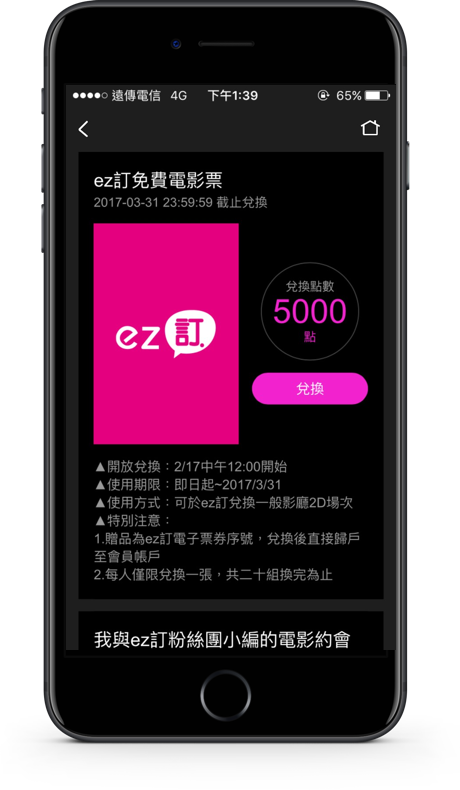 遠傳電信 4G 下午1:39 65%
ez訂免費電影票
2017-03-31 23:59:59 截止兌換
ez訂
兌換點數
5000
點
兌換
▲開放兌換：2/17中午12:00開始
▲使用期限：即日起~2017/3/31
▲使用方式：可於ez訂兌換一般影廳2D場次
▲特別注意：
1.贈品為ez訂電子票券序號，兌換後直接歸戶
至會員帳戶
2.每人僅限兌換一張，共二十組換完為止
我與ez訂粉絲團小編的電影約會